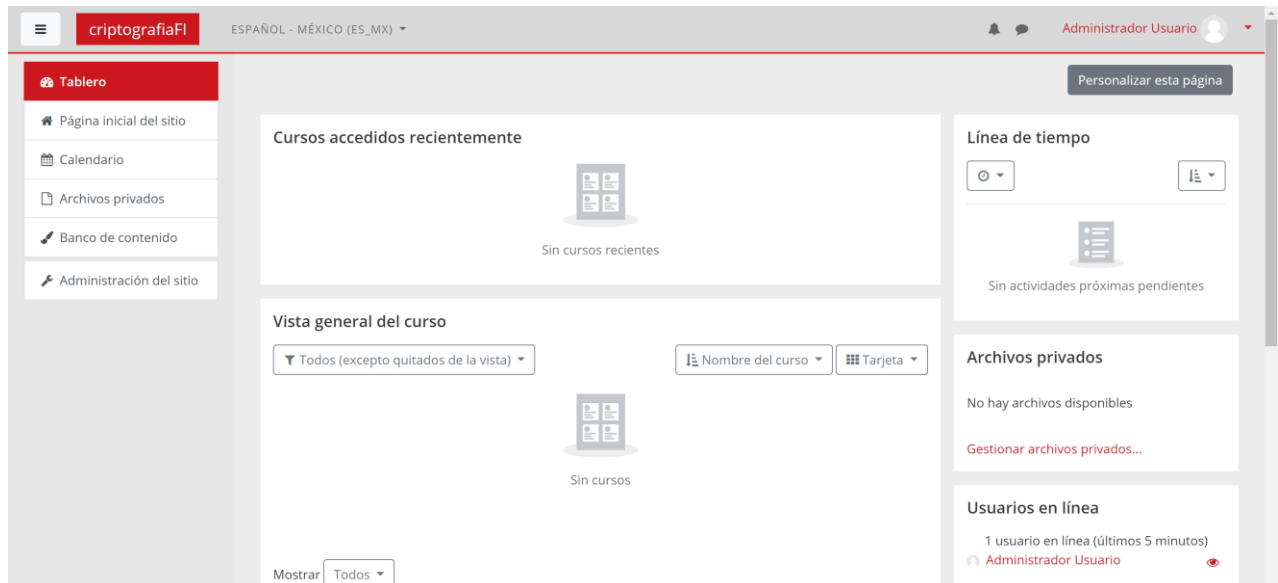 criptografiaFI
ESPAÑOL - MÉXICO (ES_MX)
Administrador Usuario
Tablero
Página inicial del sitio
Calendario
Archivos privados
Banco de contenido
Administración del sitio
Personalizar esta página
Cursos accedidos recientemente
Sin cursos recientes
Vista general del curso
Todos (excepto quitados de la vista)
Nombre del curso
Tarjeta
Sin cursos
Mostrar Todos
Línea de tiempo
Sin actividades próximas pendientes
Archivos privados
No hay archivos disponibles
Gestionar archivos privados...
Usuarios en línea
1 usuario en línea (últimos 5 minutos)
Administrador Usuario